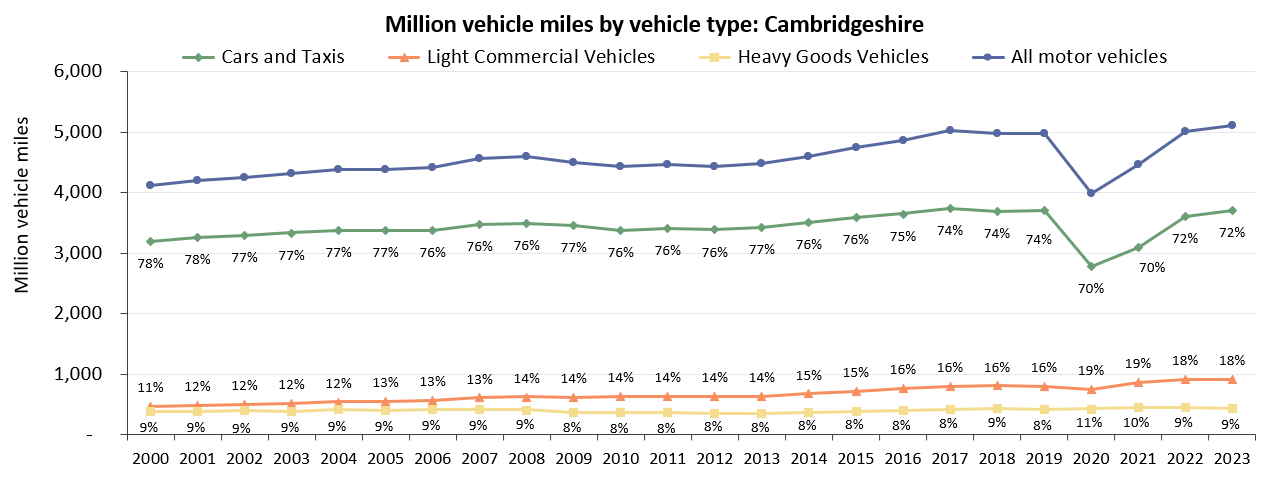 Million vehicle miles by vehicle type: Cambridgeshire
Cars and Taxis Light Commercial Vehicles Heavy Goods Vehicles All motor vehicles
6,000
5,000
4,000
3,000
2,000
1,000
-
Million vehicle miles
78% 78% 77% 77% 77% 77% 76% 76% 76% 77% 76% 76% 76% 77% 76% 76% 75% 74% 74% 74% 70% 70% 72% 72%
11% 12% 12% 12% 12% 13% 13% 13% 14% 14% 14% 14% 14% 14% 15% 15% 16% 16% 16% 16% 19% 19% 18% 18%
9% 9% 9% 9% 9% 9% 9% 9% 9% 8% 8% 8% 8% 8% 8% 8% 8% 8% 9% 8% 11% 10% 9% 9%
2000 2001 2002 2003 2004 2005 2006 2007 2008 2009 2010 2011 2012 2013 2014 2015 2016 2017 2018 2019 2020 2021 2022 2023